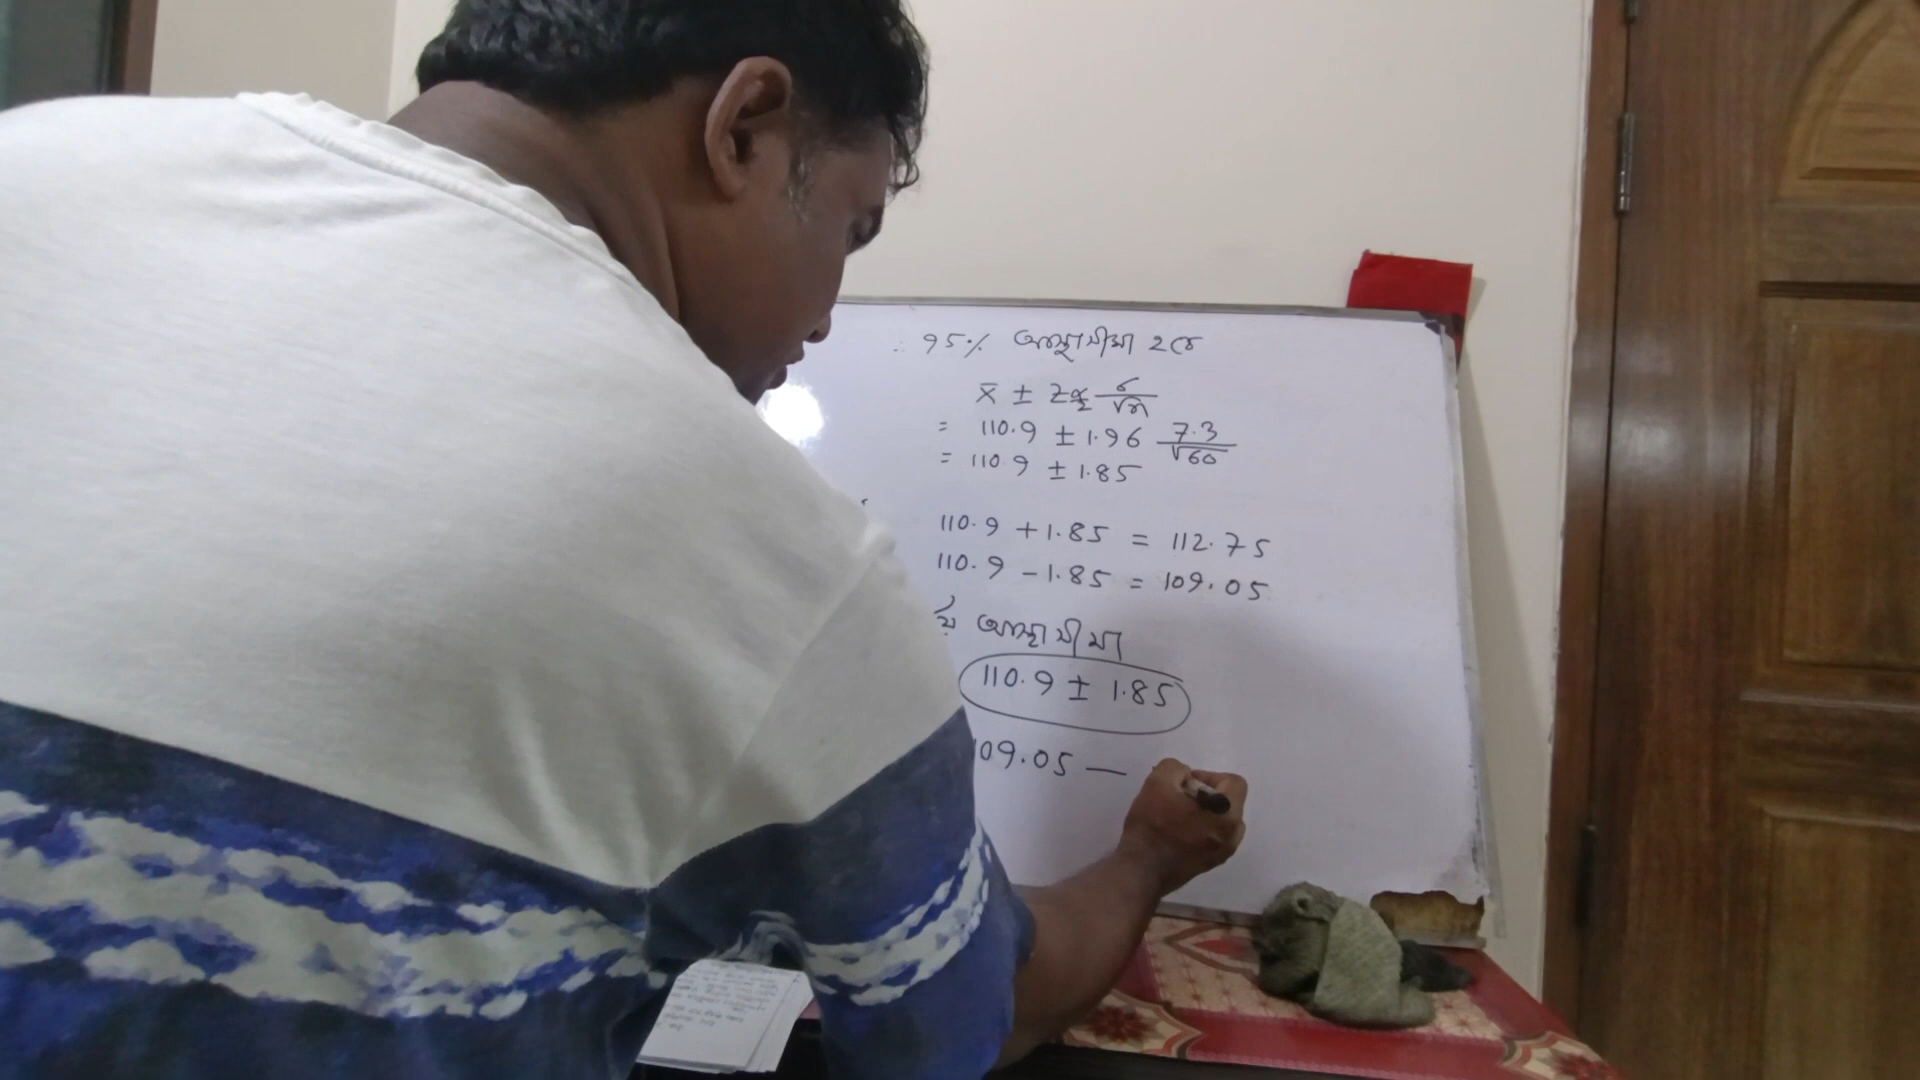 ∴ 95% আস্থাসীমা হবে
x̄ ± Zα/2 σ/√n
= 110.9 ± 1.96 7.3/√60
= 110.9 ± 1.85
110.9 + 1.85 = 112.75
110.9 - 1.85 = 109.05
আস্থাসীমা
110.9 ± 1.85
109.05 —